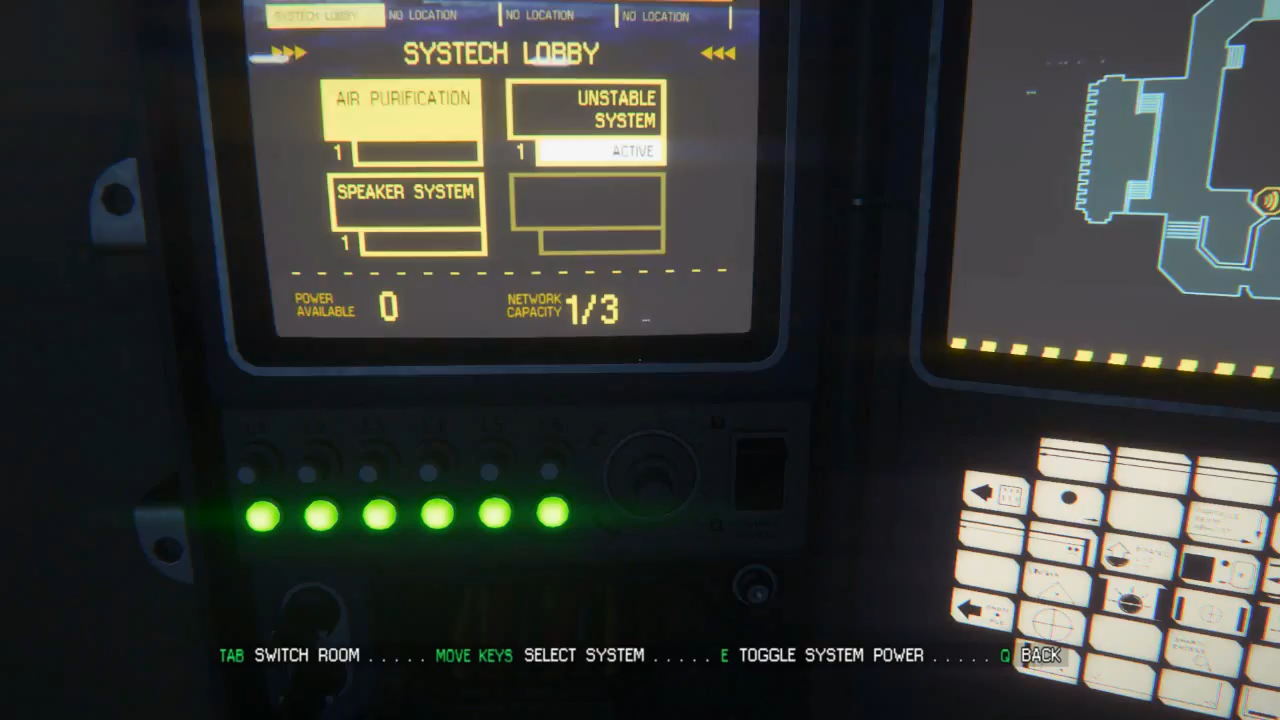 SYSTECH LOBBY NO LOCATION NO LOCATION NO LOCATION
SYSTECH LOBBY
AIR PURIFICATION
1
UNSTABLE
SYSTEM
1 ACTIVE
SPEAKER SYSTEM
1
POWER
AVAILABLE 0
NETWORK
CAPACITY 1/3
TAB SWITCH ROOM ..... MOVE KEYS SELECT SYSTEM ..... E TOGGLE SYSTEM POWER ..... Q BACK